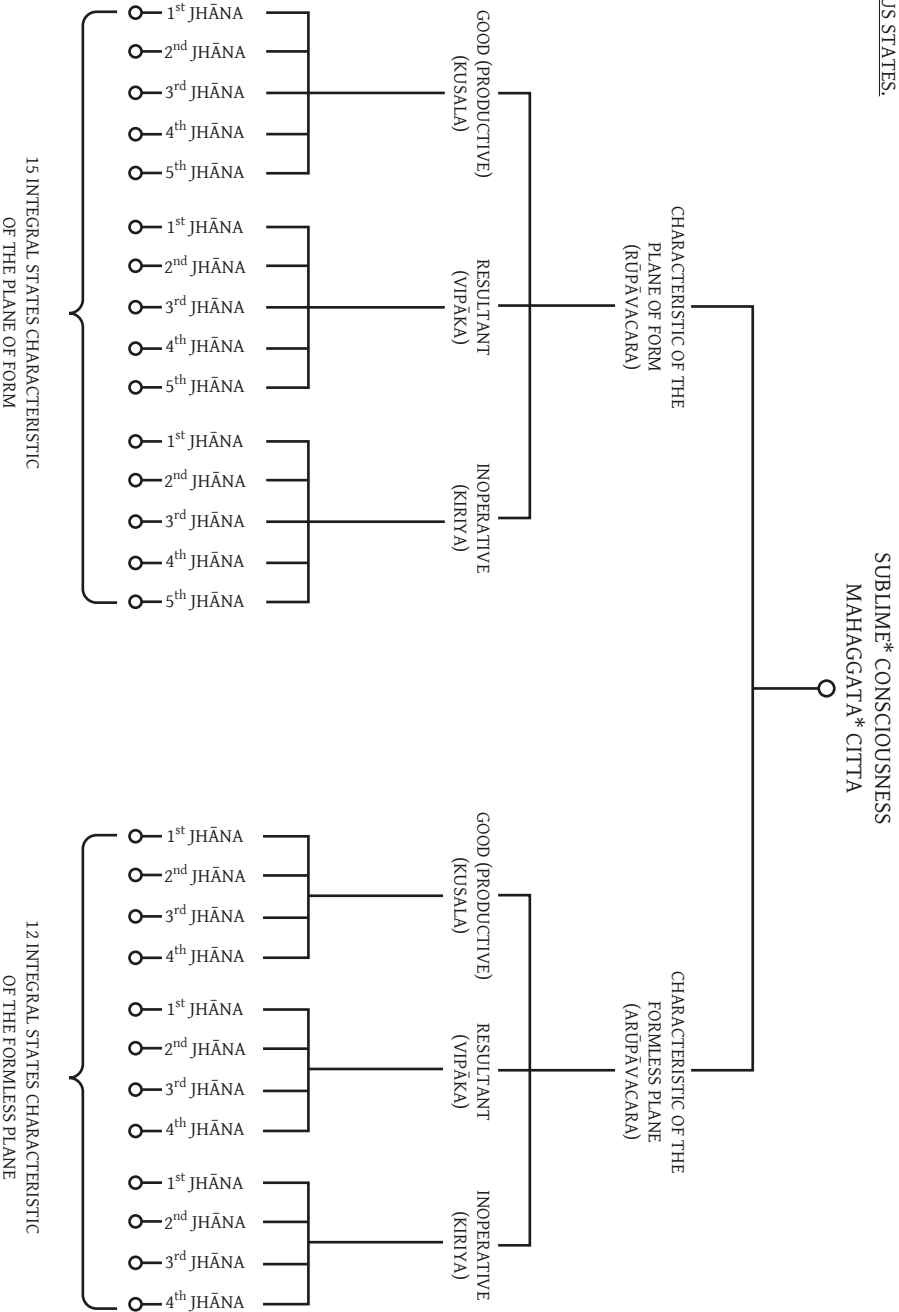 US STATES.
SUBLIME* CONSCIOUSNESS
MAHAGGATA* CITTA
CHARACTERISTIC OF THE
PLANE OF FORM
(RŪPĀVACARA)
GOOD (PRODUCTIVE)
(KUSALA)
1st JHĀNA
2nd JHĀNA
3rd JHĀNA
4th JHĀNA
5th JHĀNA
RESULTANT
(VIPĀKA)
1st JHĀNA
2nd JHĀNA
3rd JHĀNA
4th JHĀNA
5th JHĀNA
INOPERATIVE
(KIRIYA)
1st JHĀNA
2nd JHĀNA
3rd JHĀNA
4th JHĀNA
5th JHĀNA
15 INTEGRAL STATES CHARACTERISTIC
OF THE PLANE OF FORM
CHARACTERISTIC OF THE
FORMLESS PLANE
(ARŪPĀVACARA)
GOOD (PRODUCTIVE)
(KUSALA)
1st JHĀNA
2nd JHĀNA
3rd JHĀNA
4th JHĀNA
RESULTANT
(VIPĀKA)
1st JHĀNA
2nd JHĀNA
3rd JHĀNA
4th JHĀNA
INOPERATIVE
(KIRIYA)
1st JHĀNA
2nd JHĀNA
3rd JHĀNA
4th JHĀNA
12 INTEGRAL STATES CHARACTERISTIC
OF THE FORMLESS PLANE